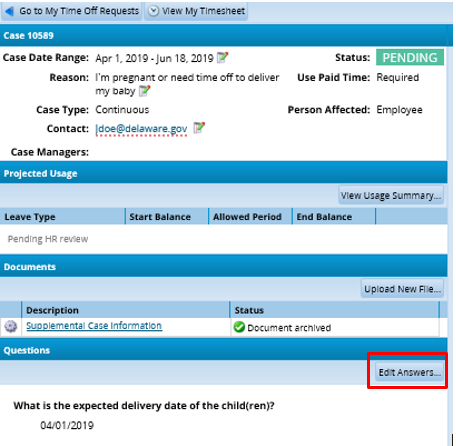 Go to My Time Off Requests View My Timesheet
Case 10589
Case Date Range: Apr 1, 2019 - Jun 18, 2019 Status: PENDING
Reason: I'm pregnant or need time off to deliver Use Paid Time: Required
my baby
Case Type: Continuous Person Affected: Employee
Contact: Jdoe@delaware.gov
Case Managers:
Projected Usage
View Usage Summary...
Leave Type Start Balance Allowed Period End Balance
Pending HR review
Documents
Upload New File...
Description Status
Supplemental Case Information Document archived
Questions
Edit Answers...
What is the expected delivery date of the child(ren)?
04/01/2019